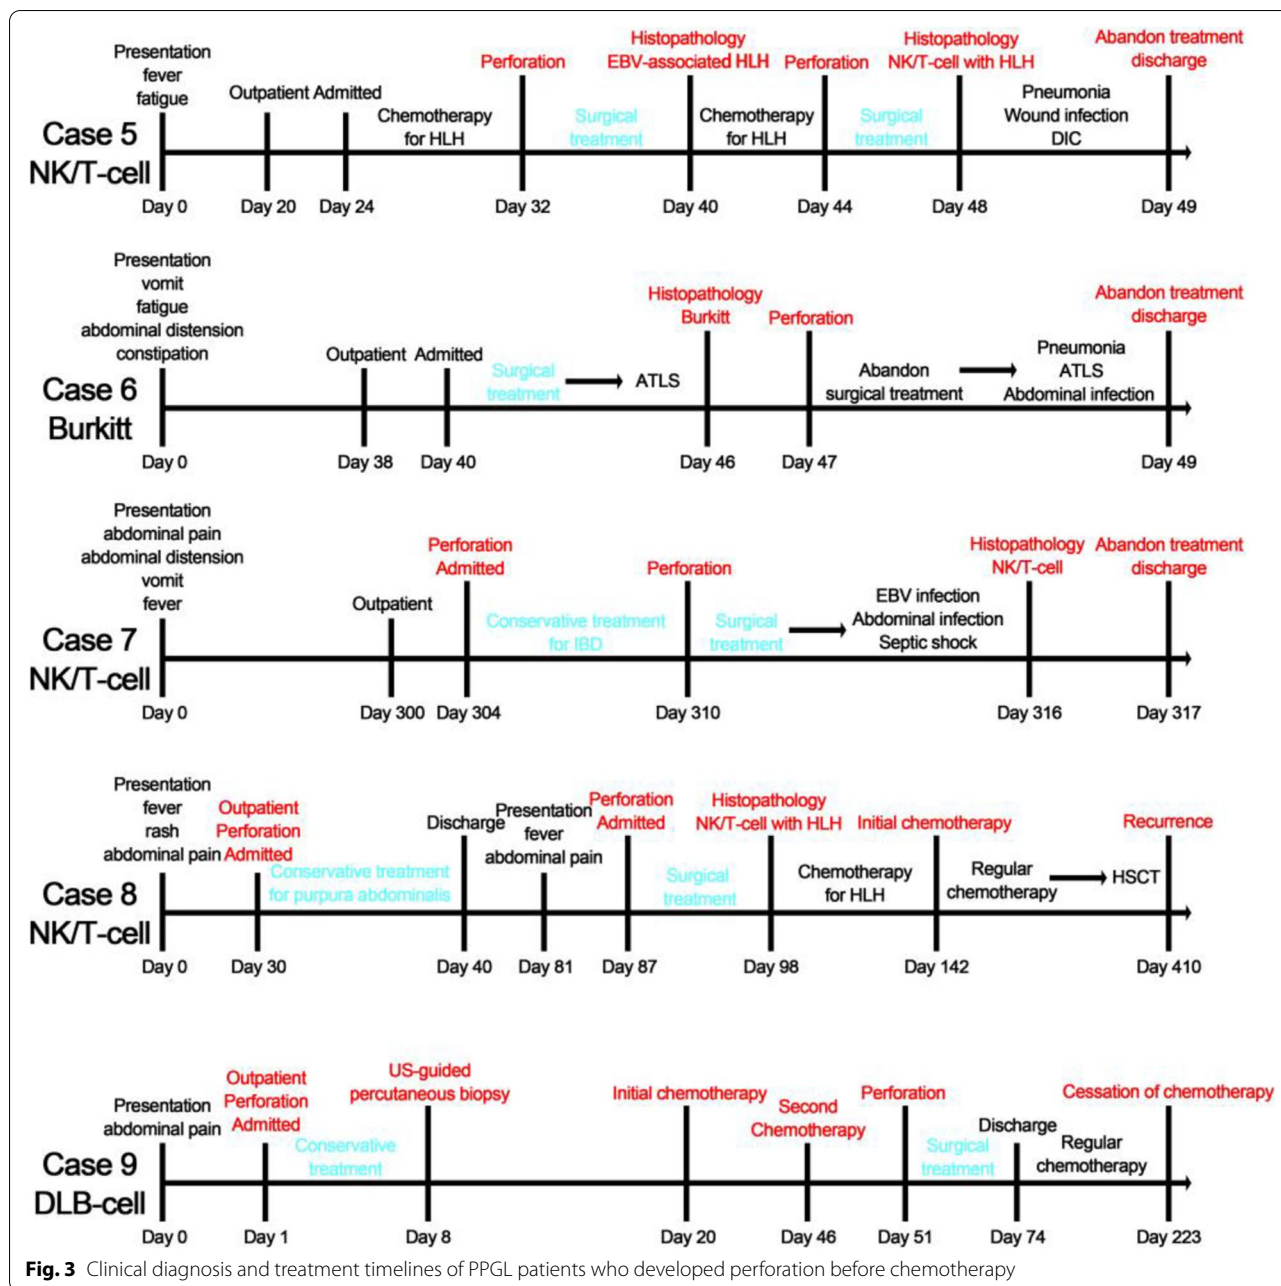 Presentation
fever
fatigue
Case 5
NK/T-cell
Outpatient Admitted
Chemotherapy
for HLH
Perforation
Surgical
treatment
Histopathology
EBV-associated HLH
Chemotherapy
for HLH
Perforation
Surgical
treatment
Histopathology
NK/T-cell with HLH
Pneumonia
Wound infection
DIC
Abandon treatment
discharge
Day 0 Day 20 Day 24 Day 32 Day 40 Day 44 Day 48 Day 49
Presentation
vomit
fatigue
abdominal distension
constipation
Case 6
Burkitt
Outpatient Admitted
Surgical
treatment
ATLS
Histopathology
Burkitt
Perforation
Abandon
surgical treatment
Pneumonia
ATLS
Abdominal infection
Abandon treatment
discharge
Day 0 Day 38 Day 40 Day 46 Day 47 Day 49
Presentation
abdominal pain
abdominal distension
vomit
fever
Case 7
NK/T-cell
Outpatient
Perforation
Admitted
Conservative treatment
for IBD
Perforation
Surgical
treatment
EBV infection
Abdominal infection
Septic shock
Histopathology
NK/T-cell
Abandon treatment
discharge
Day 0 Day 300 Day 304 Day 310 Day 316 Day 317
Presentation
fever
rash
abdominal pain
Case 8
NK/T-cell
Outpatient
Perforation
Admitted
Conservative treatment
for purpura abdominalis
Discharge
Presentation
fever
abdominal pain
Perforation
Admitted
Surgical
treatment
Histopathology
NK/T-cell with HLH
Chemotherapy
for HLH
Initial chemotherapy
Regular
chemotherapy
HSCT
Recurrence
Day 0 Day 30 Day 40 Day 81 Day 87 Day 98 Day 142 Day 410
Presentation
abdominal pain
Case 9
DLB-cell
Outpatient
Perforation
Admitted
Conservative
treatment
US-guided
percutaneous biopsy
Initial chemotherapy
Second
Chemotherapy
Perforation
Surgical
treatment
Discharge
Regular
chemotherapy
Cessation of chemotherapy
Day 0 Day 1 Day 8 Day 20 Day 46 Day 51 Day 74 Day 223
Fig. 3 Clinical diagnosis and treatment timelines of PPGL patients who developed perforation before chemotherapy